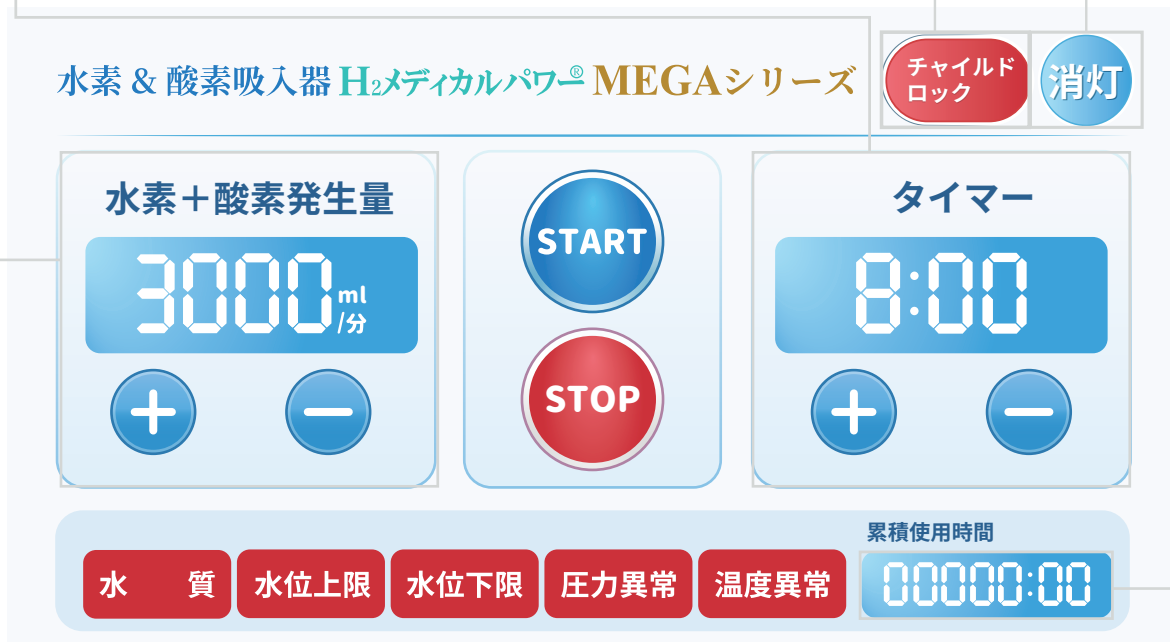 水素 & 酸素吸入器 H2メディカルパワー® MEGAシリーズ
チャイルド
ロック
消灯
水素＋酸素発生量
3000 ml
/分
START
STOP
タイマー
8:00
累積使用時間
水　質
水位上限
水位下限
圧力異常
温度異常
00000:00